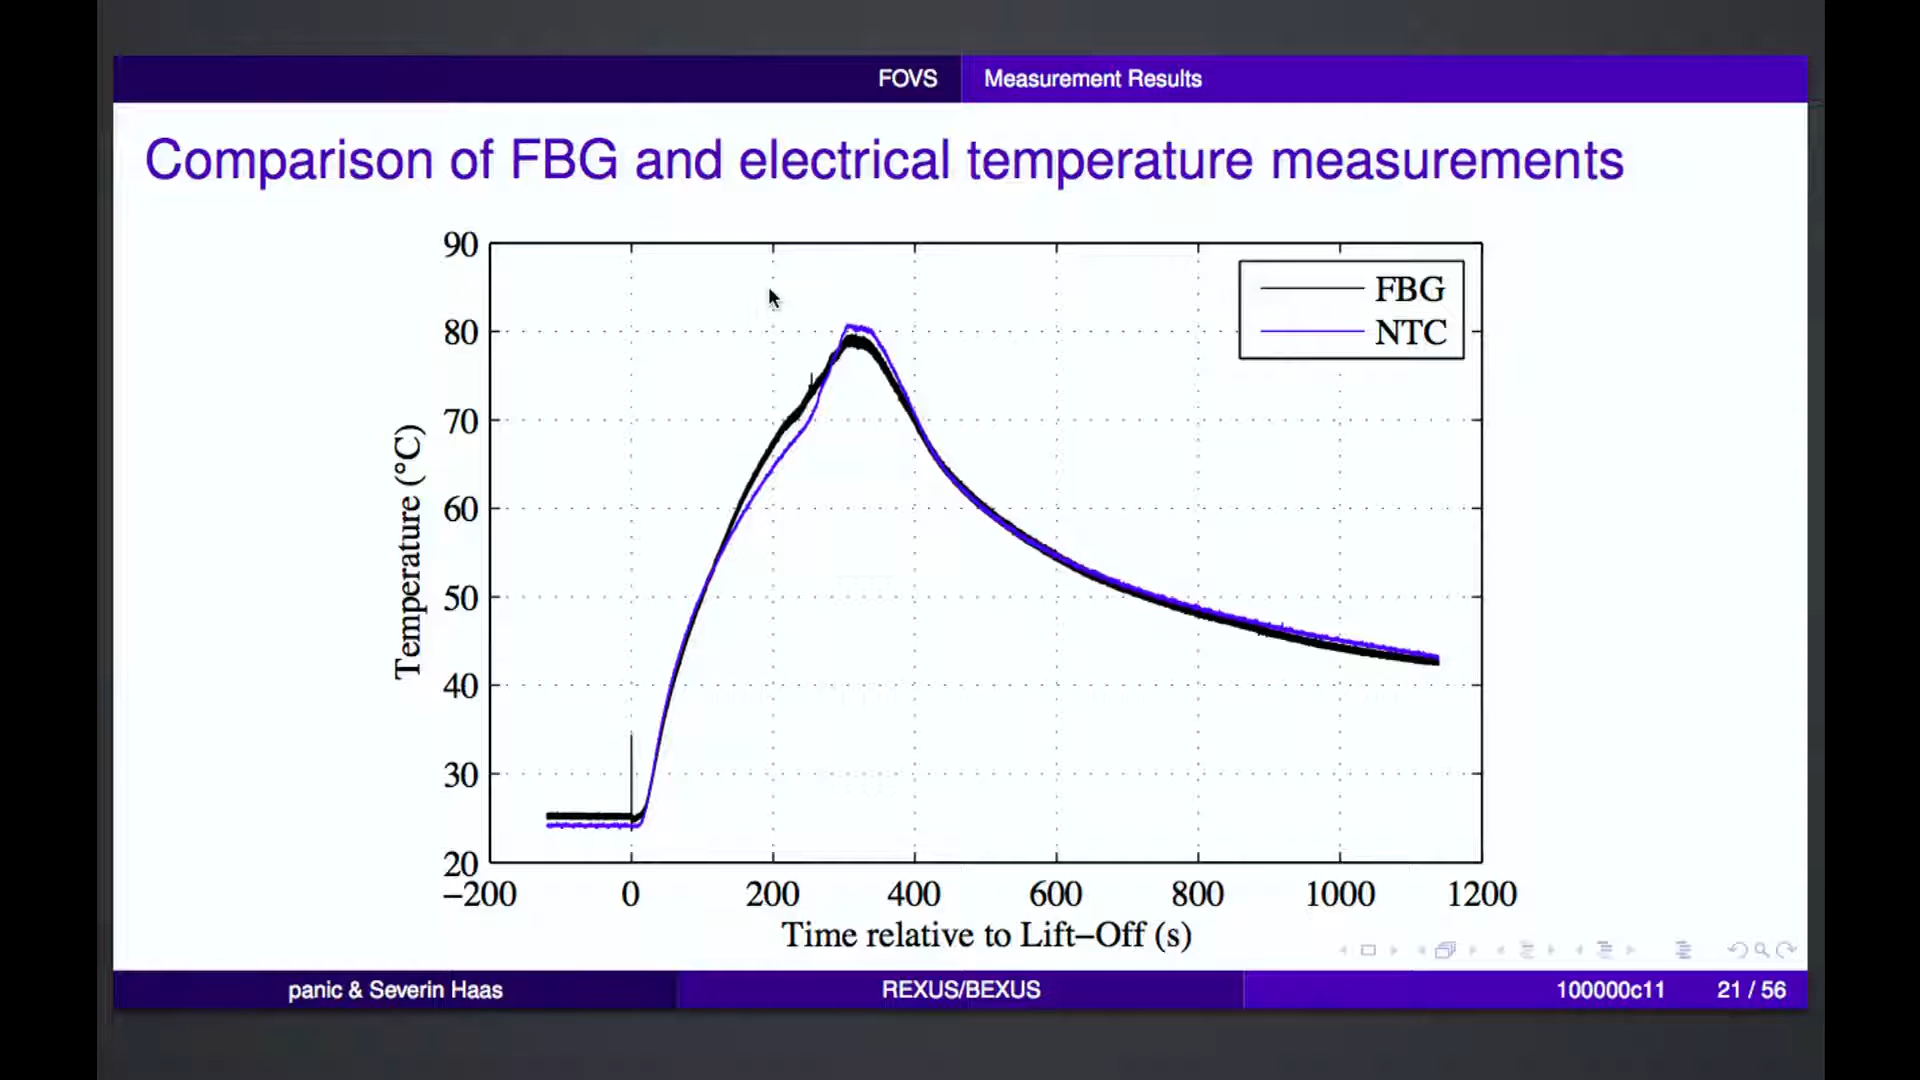 FOVS Measurement Results
Comparison of FBG and electrical temperature measurements
90
80
70
60
50
40
30
20
Temperature (°C)
FBG
NTC
−200 0 200 400 600 800 1000 1200
Time relative to Lift−Off (s)
panic & Severin Haas REXUS/BEXUS 100000c11 21 / 56